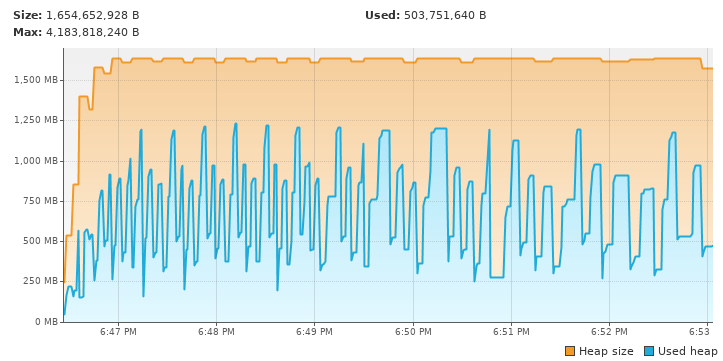 Size: 1,654,652,928 B Used: 503,751,640 B
Max: 4,183,818,240 B
1,500 MB
1,250 MB
1,000 MB
750 MB
500 MB
250 MB
0 MB
6:47 PM 6:48 PM 6:49 PM 6:50 PM 6:51 PM 6:52 PM 6:53
Heap size Used heap